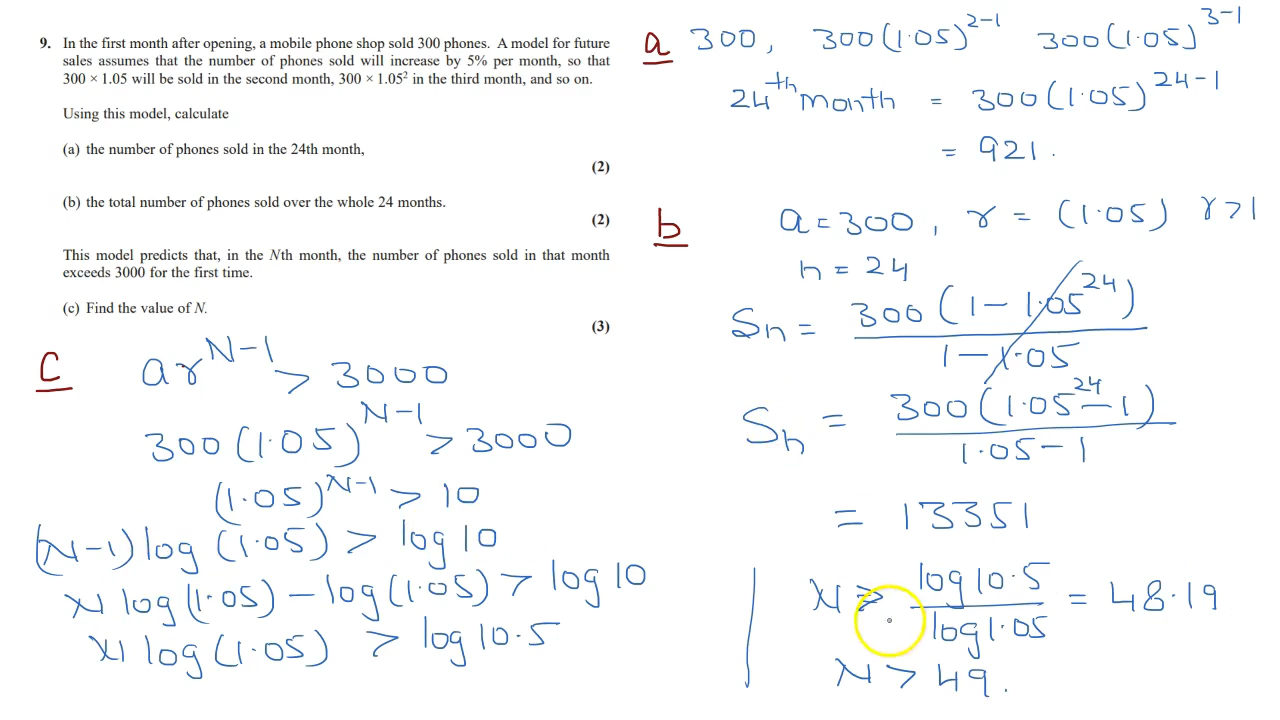 9. In the first month after opening, a mobile phone shop sold 300 phones. A model for future
sales assumes that the number of phones sold will increase by 5% per month, so that
300 × 1.05 will be sold in the second month, 300 × 1.05² in the third month, and so on.
Using this model, calculate
(a) the number of phones sold in the 24th month,
(2)
(b) the total number of phones sold over the whole 24 months.
(2)
This model predicts that, in the Nth month, the number of phones sold in that month
exceeds 3000 for the first time.
(c) Find the value of N.
(3)
a 300, 300(1.05)^{2-1} 300(1.05)^{3-1}
24th month = 300(1.05)^{24-1}
= 921.
b a = 300, r = (1.05) r > 1
n = 24
Sn = 300(1 - 1.05^{24}) / 1 - 1.05
Sn = 300(1.05^{24} - 1) / 1.05 - 1
= 13351
c ar^{N-1} > 3000
300(1.05)^{N-1} > 3000
(1.05)^{N-1} > 10
(N-1) log(1.05) > log 10
N log(1.05) - log(1.05) > log 10
N log(1.05) > log 10.5
N > log 10.5 / log 1.05 = 48.19
N > 49.